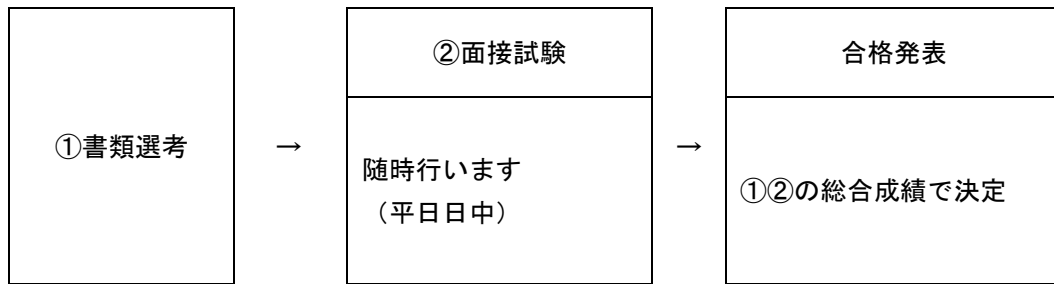 ①書類選考
→
②面接試験
随時行います
（平日日中）
→
合格発表
①②の総合成績で決定